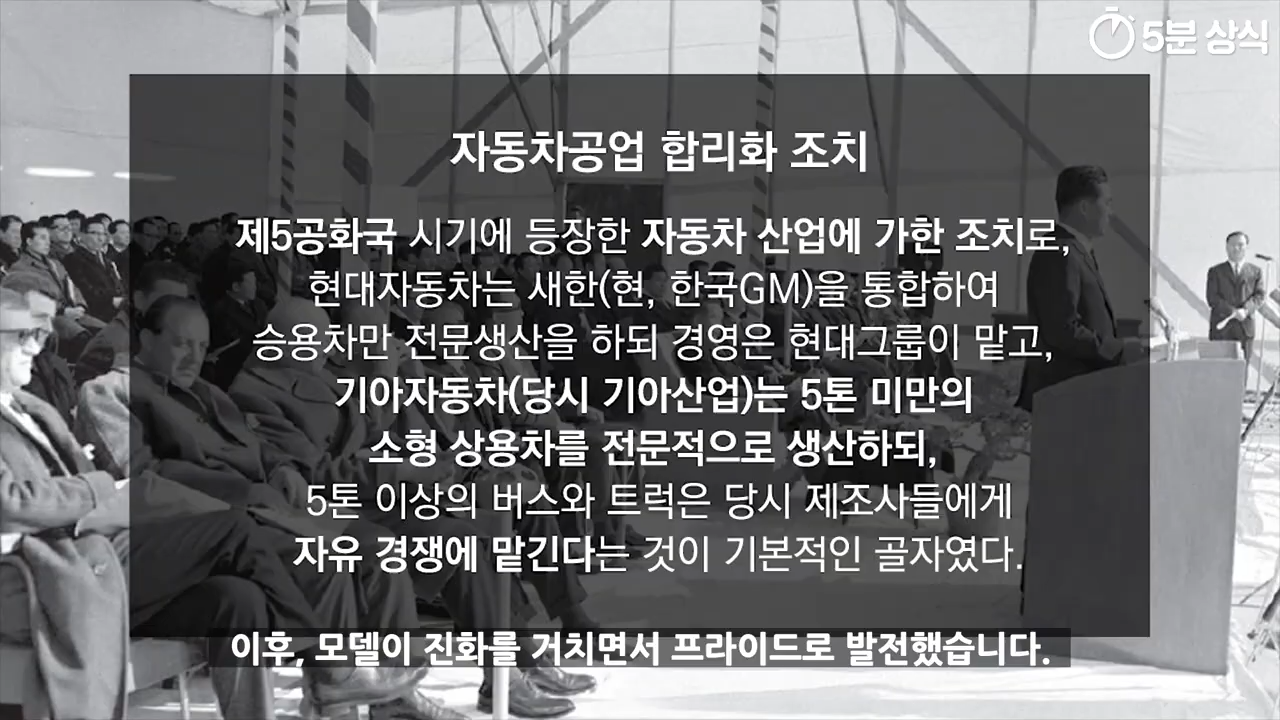 5분 상식
자동차공업 합리화 조치
제5공화국 시기에 등장한 자동차 산업에 가한 조치로,
현대자동차는 새한(현, 한국GM)을 통합하여
승용차만 전문생산을 하되 경영은 현대그룹이 맡고,
기아자동차(당시 기아산업)는 5톤 미만의
소형 상용차를 전문적으로 생산하되,
5톤 이상의 버스와 트럭은 당시 제조사들에게
자유 경쟁에 맡긴다는 것이 기본적인 골자였다.
이후, 모델이 진화를 거치면서 프라이드로 발전했습니다.